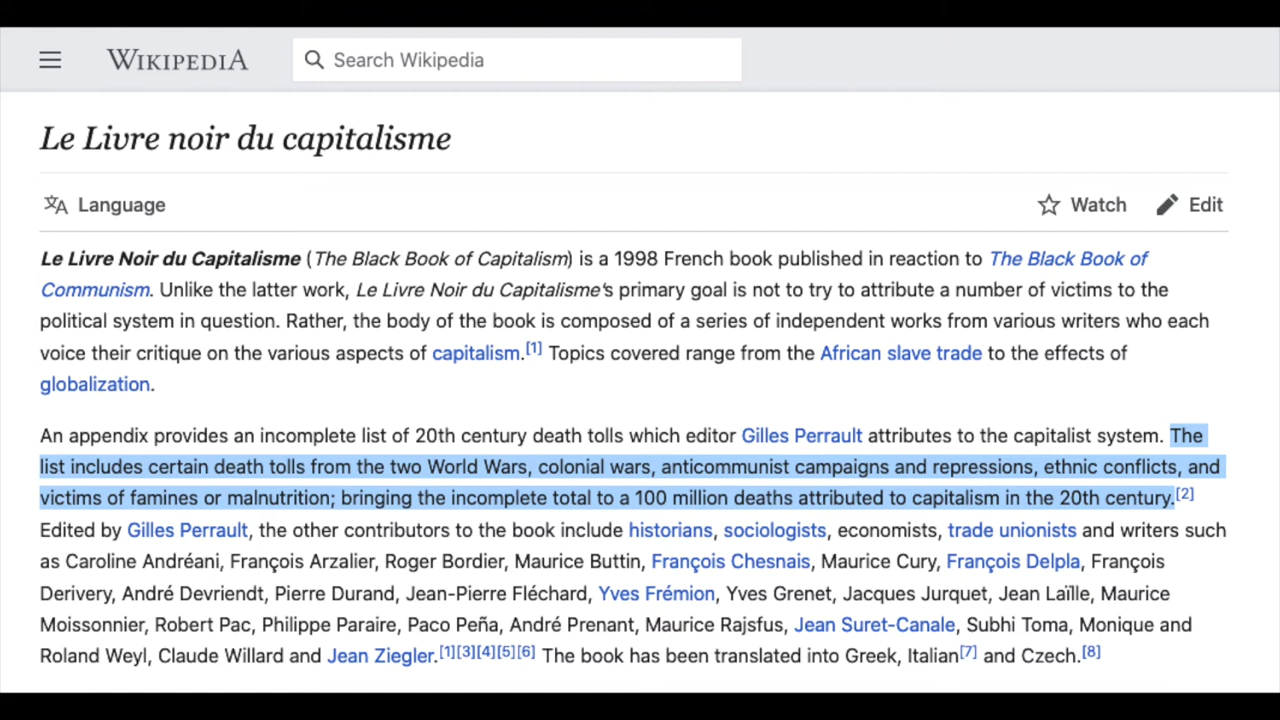 WIKIPEDIA
Search Wikipedia
Le Livre noir du capitalisme
Language
Watch
Edit
Le Livre Noir du Capitalisme (The Black Book of Capitalism) is a 1998 French book published in reaction to The Black Book of
Communism. Unlike the latter work, Le Livre Noir du Capitalisme's primary goal is not to try to attribute a number of victims to the
political system in question. Rather, the body of the book is composed of a series of independent works from various writers who each
voice their critique on the various aspects of capitalism.[1] Topics covered range from the African slave trade to the effects of
globalization.
An appendix provides an incomplete list of 20th century death tolls which editor Gilles Perrault attributes to the capitalist system. The
list includes certain death tolls from the two World Wars, colonial wars, anticommunist campaigns and repressions, ethnic conflicts, and
victims of famines or malnutrition; bringing the incomplete total to a 100 million deaths attributed to capitalism in the 20th century.[2]
Edited by Gilles Perrault, the other contributors to the book include historians, sociologists, economists, trade unionists and writers such
as Caroline Andréani, François Arzalier, Roger Bordier, Maurice Buttin, François Chesnais, Maurice Cury, François Delpla, François
Derivery, André Devriendt, Pierre Durand, Jean-Pierre Fléchard, Yves Frémion, Yves Grenet, Jacques Jurquet, Jean Laïlle, Maurice
Moissonnier, Robert Pac, Philippe Paraire, Paco Peña, André Prenant, Maurice Rajsfus, Jean Suret-Canale, Subhi Toma, Monique and
Roland Weyl, Claude Willard and Jean Ziegler.[1][3][4][5][6] The book has been translated into Greek, Italian[7] and Czech.[8]